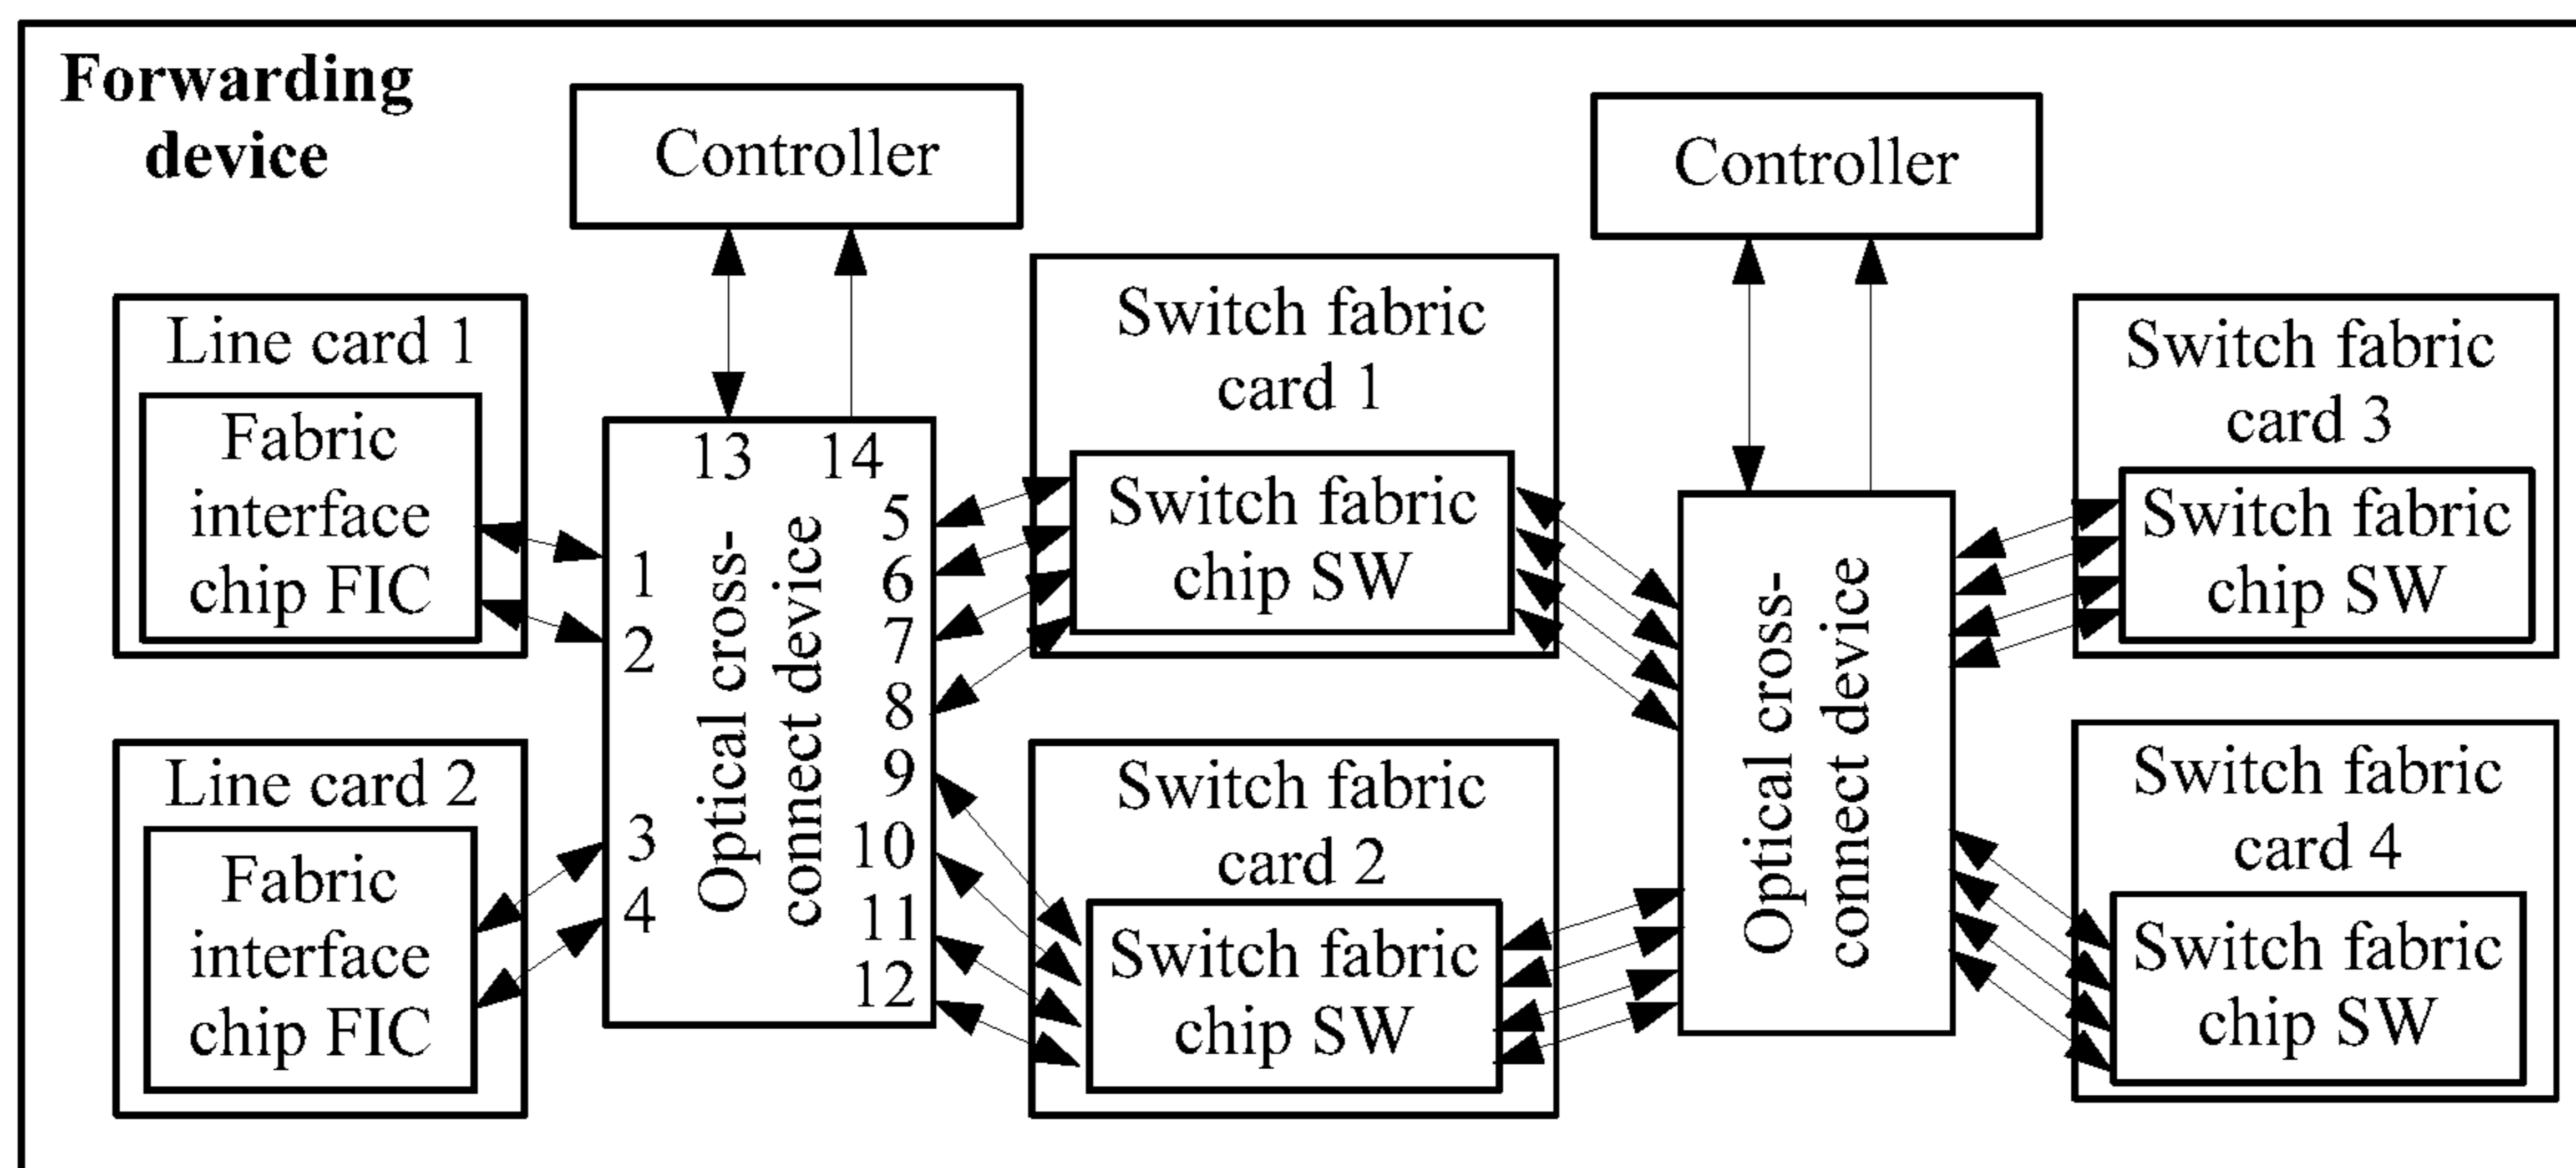 Forwarding
device
Controller
Controller
Line card 1
Fabric
interface
chip FIC
Line card 2
Fabric
interface
chip FIC
13 14
1
2
3
4
Optical cross-
connect device
5
6
7
8
9
10
11
12
Switch fabric
card 1
Switch fabric
chip SW
Switch fabric
card 2
Switch fabric
chip SW
Optical cross-
connect device
Switch fabric
card 3
Switch fabric
chip SW
Switch fabric
card 4
Switch fabric
chip SW